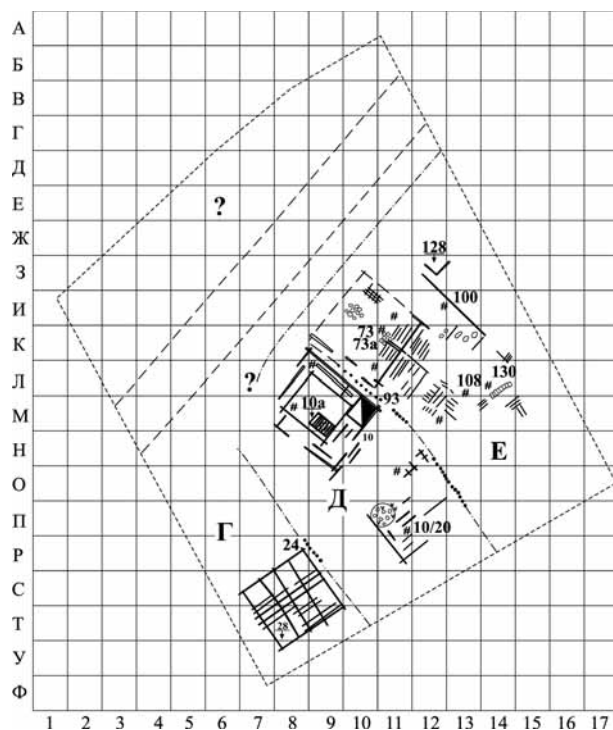 А
Б
В
Г
Д
Е
?
Ж
128
З
100
И
73
К
73а
130
?
108
Л
93
10а
М
10
Е
Н
О
Д
10/20
П
Г
24
Р
С
28
Т
У
Ф
1 2 3 4 5 6 7 8 9 10 11 12 13 14 15 16 17